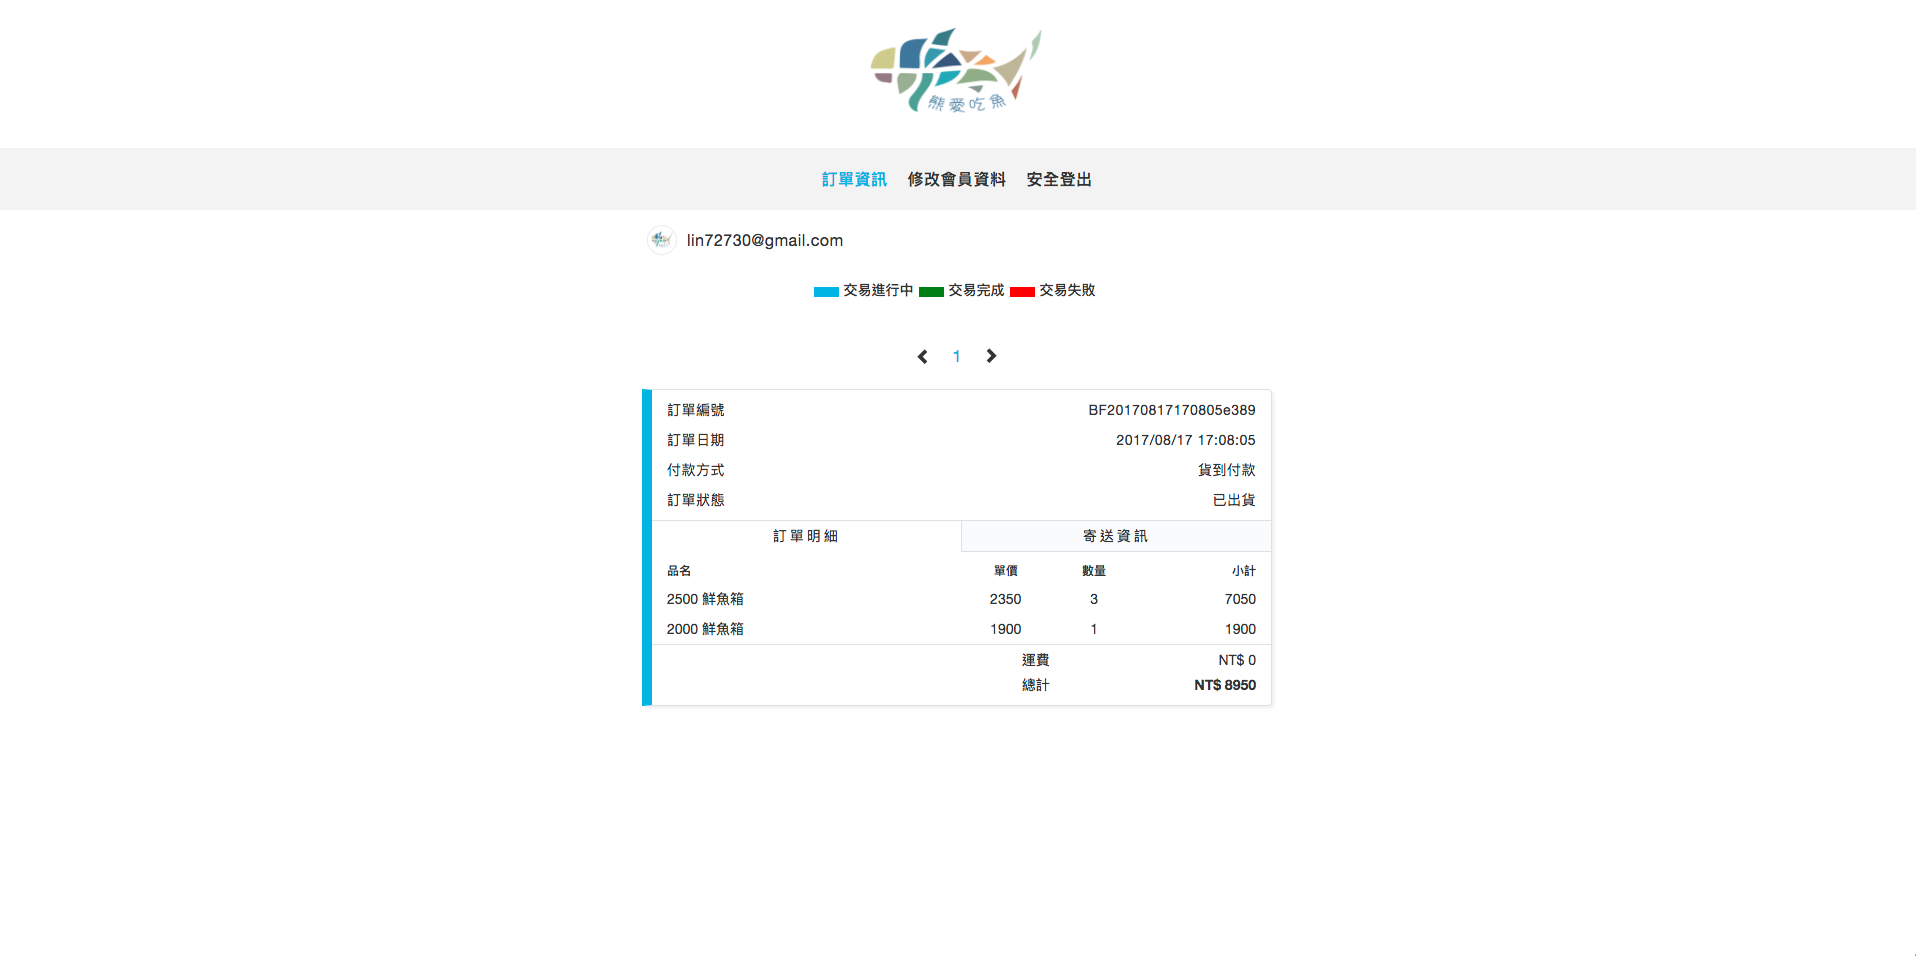 熊愛吃魚
訂單資訊 修改會員資料 安全登出
lin72730@gmail.com
交易進行中 交易完成 交易失敗
1
訂單編號 BF20170817170805e389
訂單日期 2017/08/17 17:08:05
付款方式 貨到付款
訂單狀態 已出貨
訂單明細 寄送資訊
品名 單價 數量 小計
2500 鮮魚箱 2350 3 7050
2000 鮮魚箱 1900 1 1900
運費 NT$ 0
總計 NT$ 8950